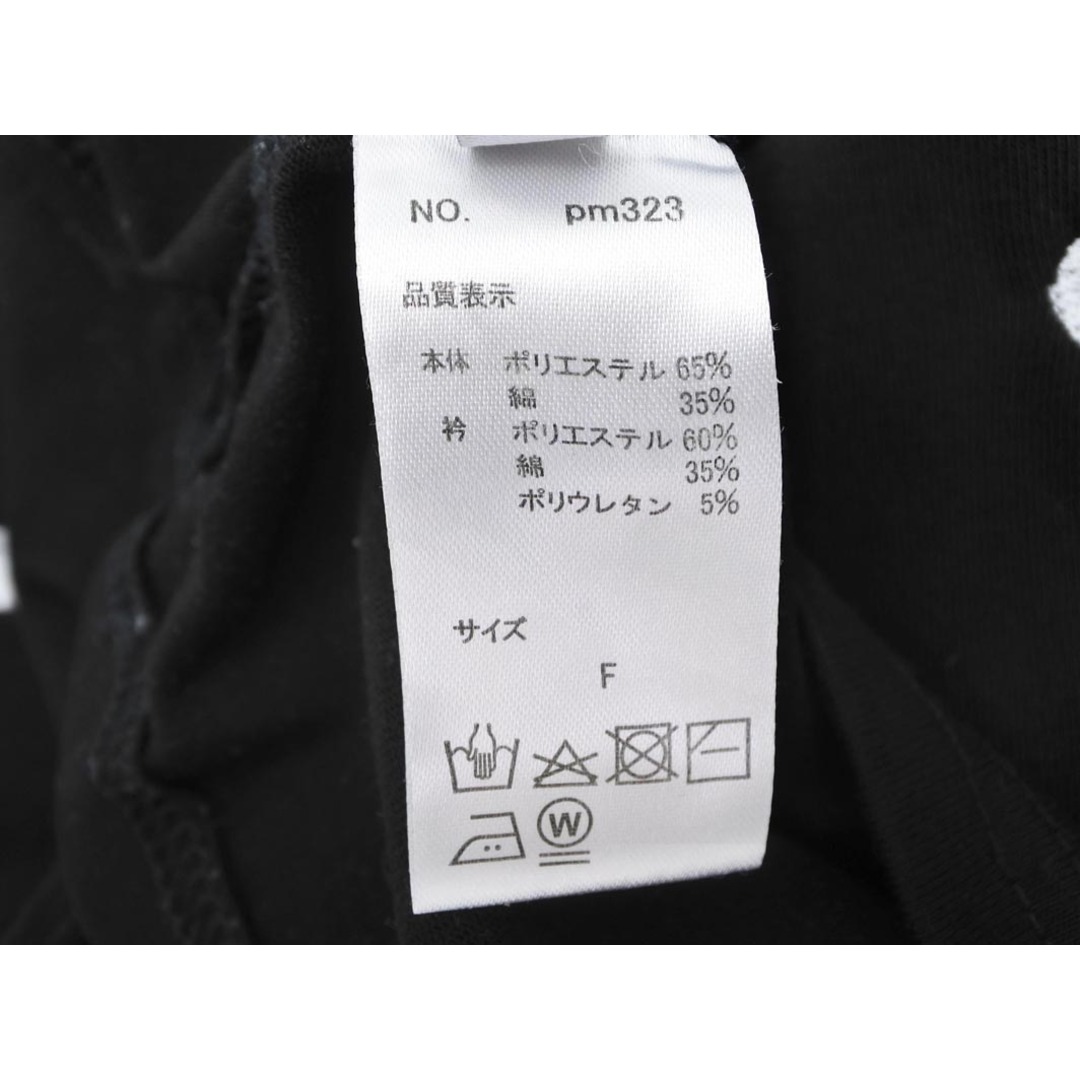 NO. pm323
品質表示
本体 ポリエステル 65%
綿 35%
衿 ポリエステル 60%
綿 35%
ポリウレタン 5%
サイズ
F
W